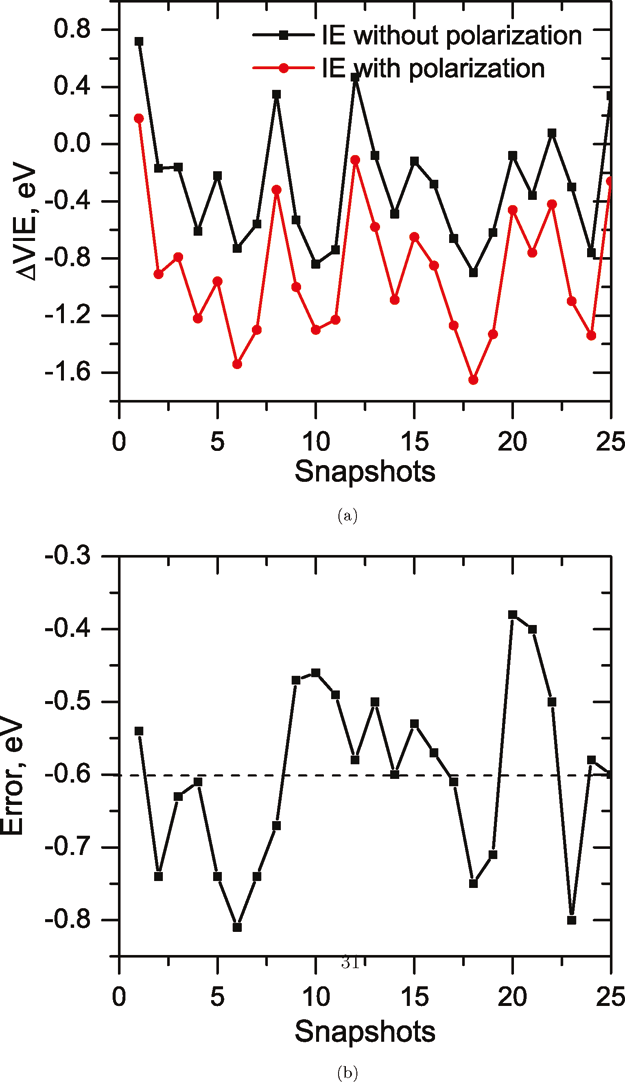 IE without polarization
IE with polarization
0.8
0.4
0.0
-0.4
-0.8
-1.2
-1.6
ΔVIE, eV
0 5 10 15 20 25
Snapshots
(a)
-0.3
-0.4
-0.5
-0.6
-0.7
-0.8
Error, eV
31
0 5 10 15 20 25
Snapshots
(b)